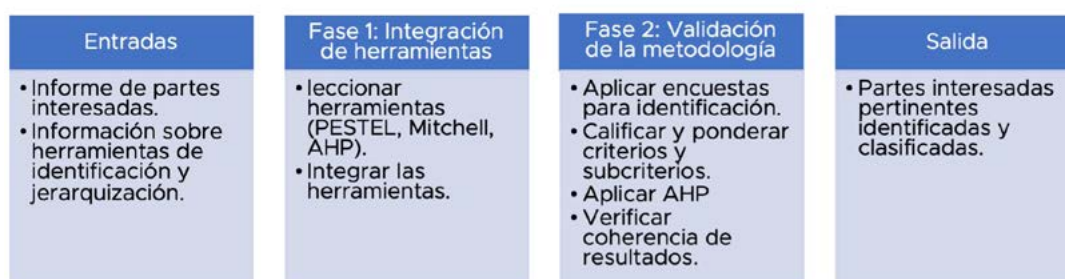 Entradas
• Informe de partes
interesadas.
• Información sobre
herramientas de
identificación y
jerarquización.
Fase 1: Integración
de herramientas
• leccionar
herramientas
(PESTEL, Mitchell,
AHP).
• Integrar las
herramientas.
Fase 2: Validación
de la metodología
• Aplicar encuestas
para identificación.
• Calificar y ponderar
criterios y
subcriterios.
• Aplicar AHP
• Verificar
coherencia de
resultados.
Salida
• Partes interesadas
pertinentes
identificadas y
clasificadas.